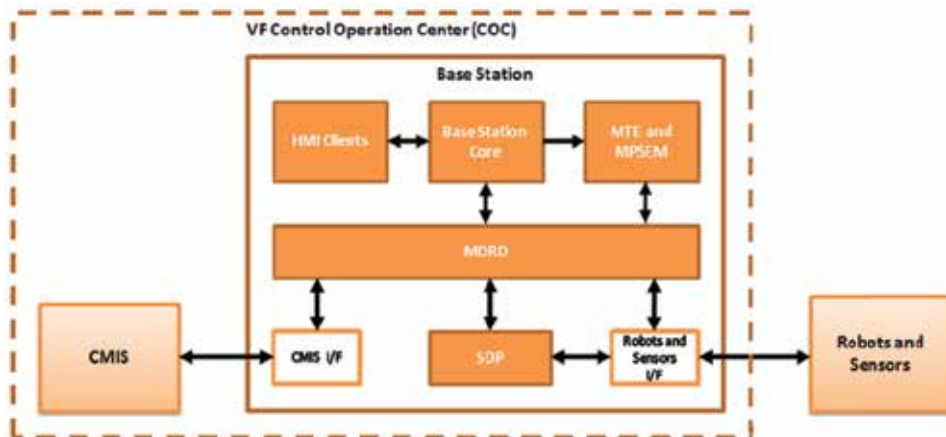 VF Control Operation Center (COC)
Base Station
HMI Clients
Base Station
Core
MTE and
MPSEM
MDRD
CMIS
CMIS I/F
SDP
Robots and
Sensors
I/F
Robots and
Sensors